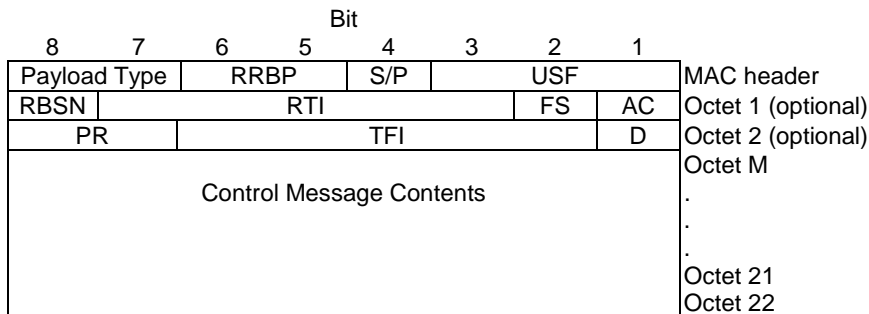 Bit
8 7 6 5 4 3 2 1
Payload Type RRBP S/P USF MAC header
RBSN RTI FS AC Octet 1 (optional)
PR TFI D Octet 2 (optional)
Octet M
Control Message Contents .
.
.
Octet 21
Octet 22